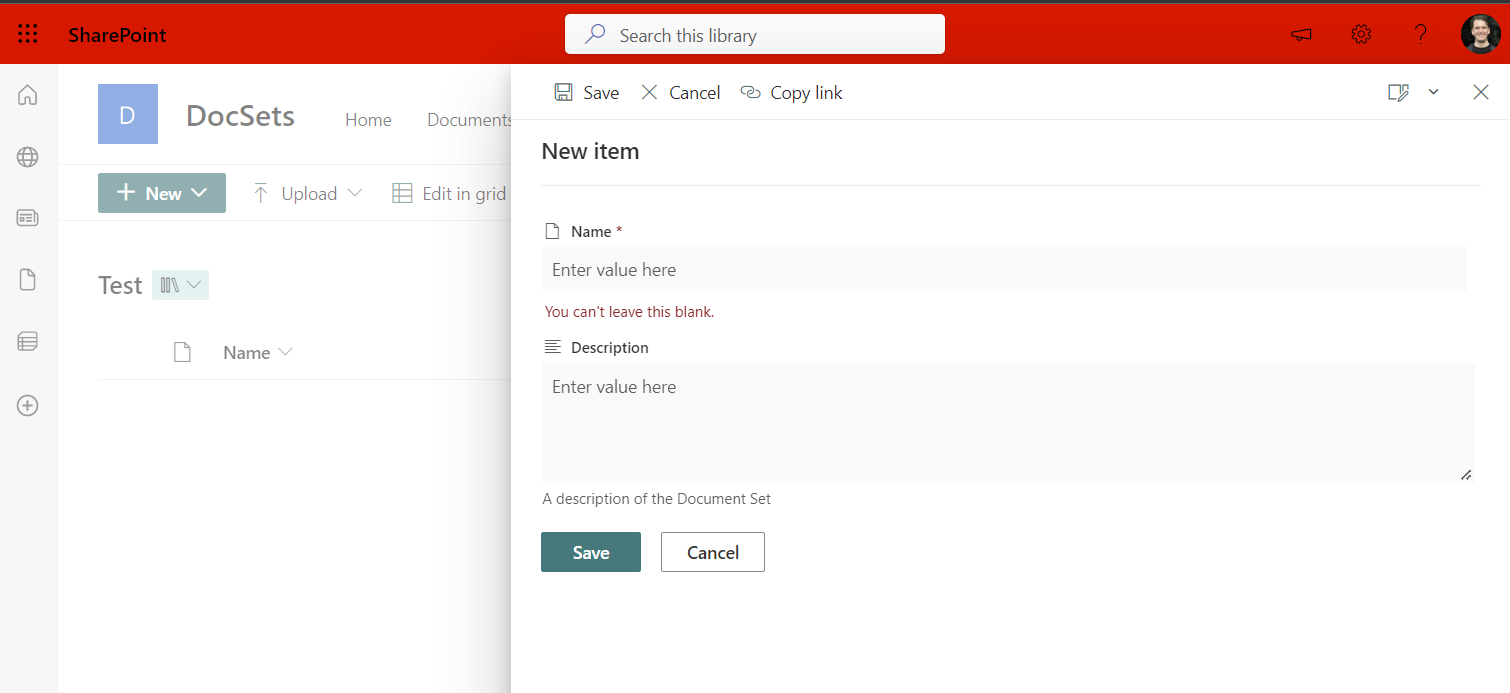 SharePoint
Search this library
D
DocSets
Home
Documents
New
Upload
Edit in grid
Test
Name
Save
Cancel
Copy link
New item
Name *
Enter value here
You can't leave this blank.
Description
Enter value here
A description of the Document Set
Save
Cancel